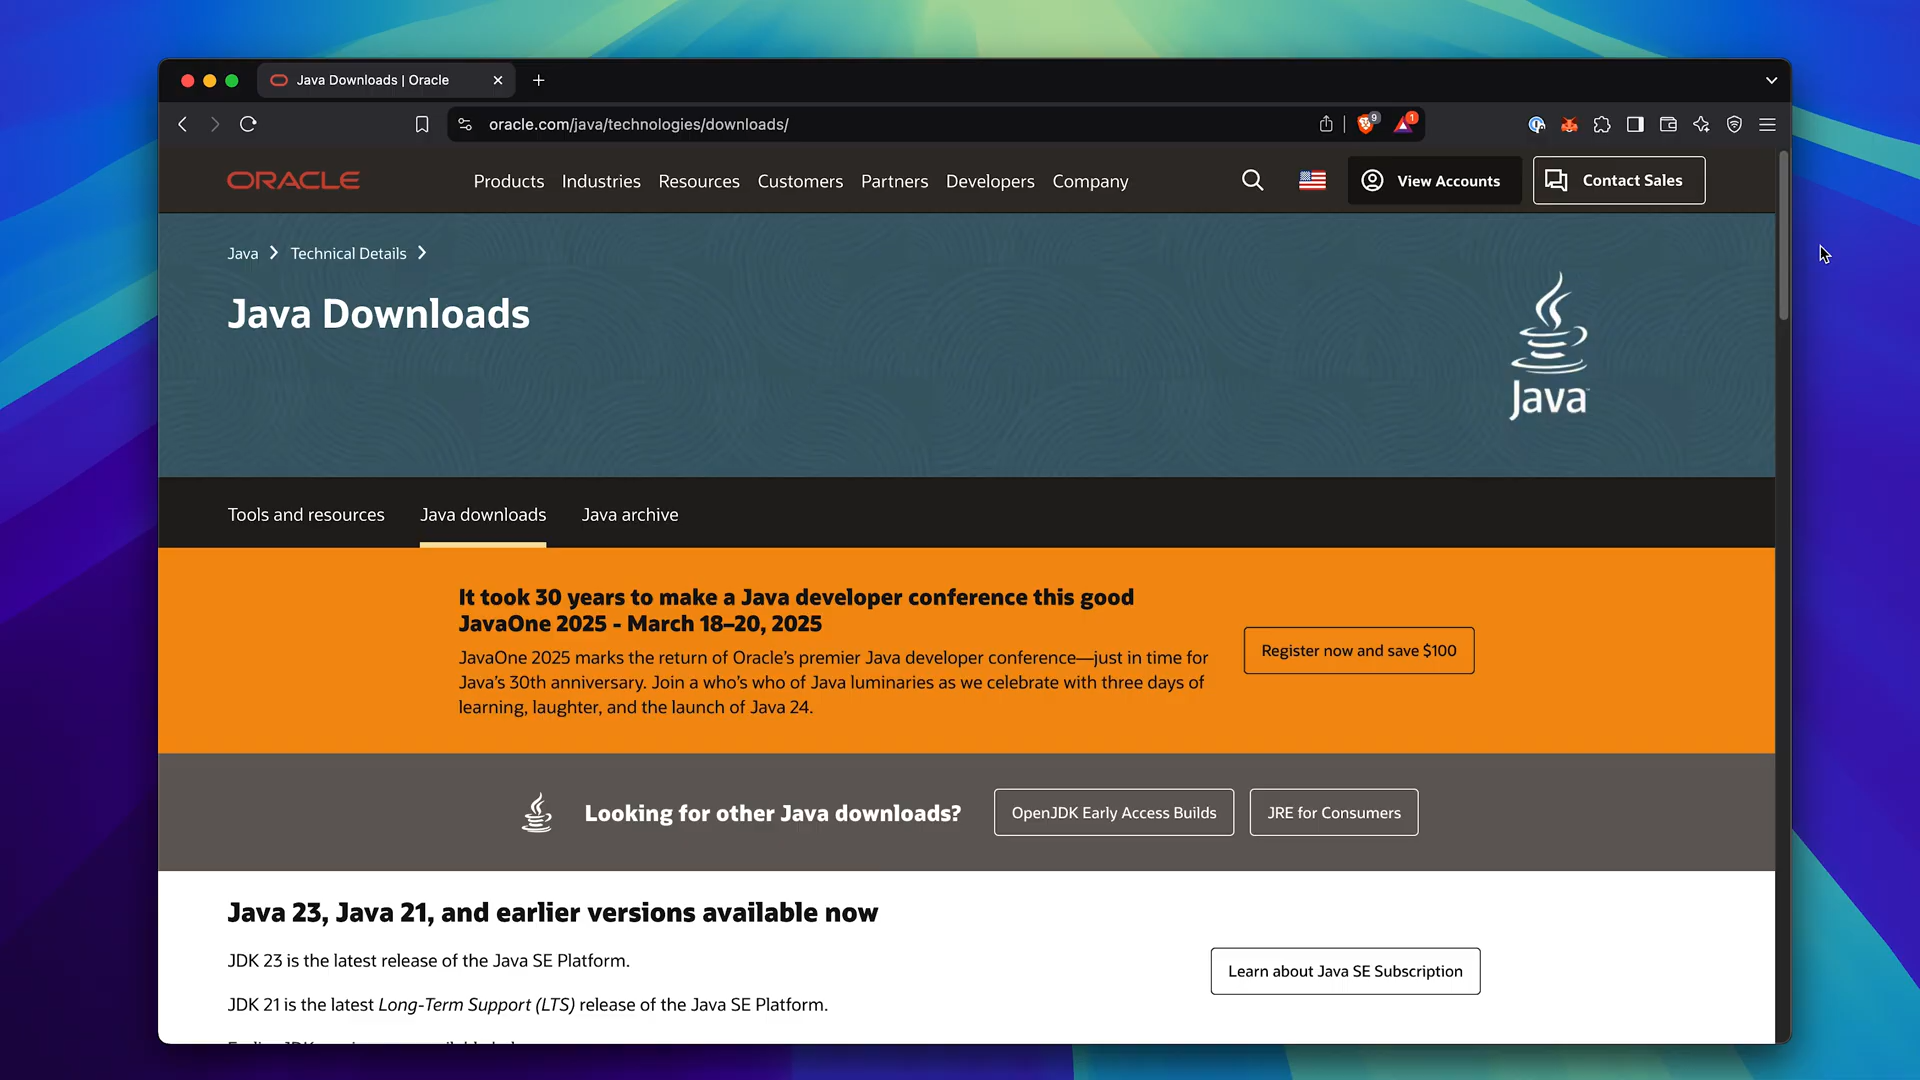 Java Downloads | Oracle
oracle.com/java/technologies/downloads/
9
1
ORACLE
Products
Industries
Resources
Customers
Partners
Developers
Company
View Accounts
Contact Sales
Java
Technical Details
Java Downloads
Java
Tools and resources
Java downloads
Java archive
It took 30 years to make a Java developer conference this good
JavaOne 2025 - March 18–20, 2025
JavaOne 2025 marks the return of Oracle’s premier Java developer conference—just in time for
Java’s 30th anniversary. Join a who’s who of Java luminaries as we celebrate with three days of
learning, laughter, and the launch of Java 24.
Register now and save $100
Looking for other Java downloads?
OpenJDK Early Access Builds
JRE for Consumers
Java 23, Java 21, and earlier versions available now
JDK 23 is the latest release of the Java SE Platform.
JDK 21 is the latest Long-Term Support (LTS) release of the Java SE Platform.
Learn about Java SE Subscription